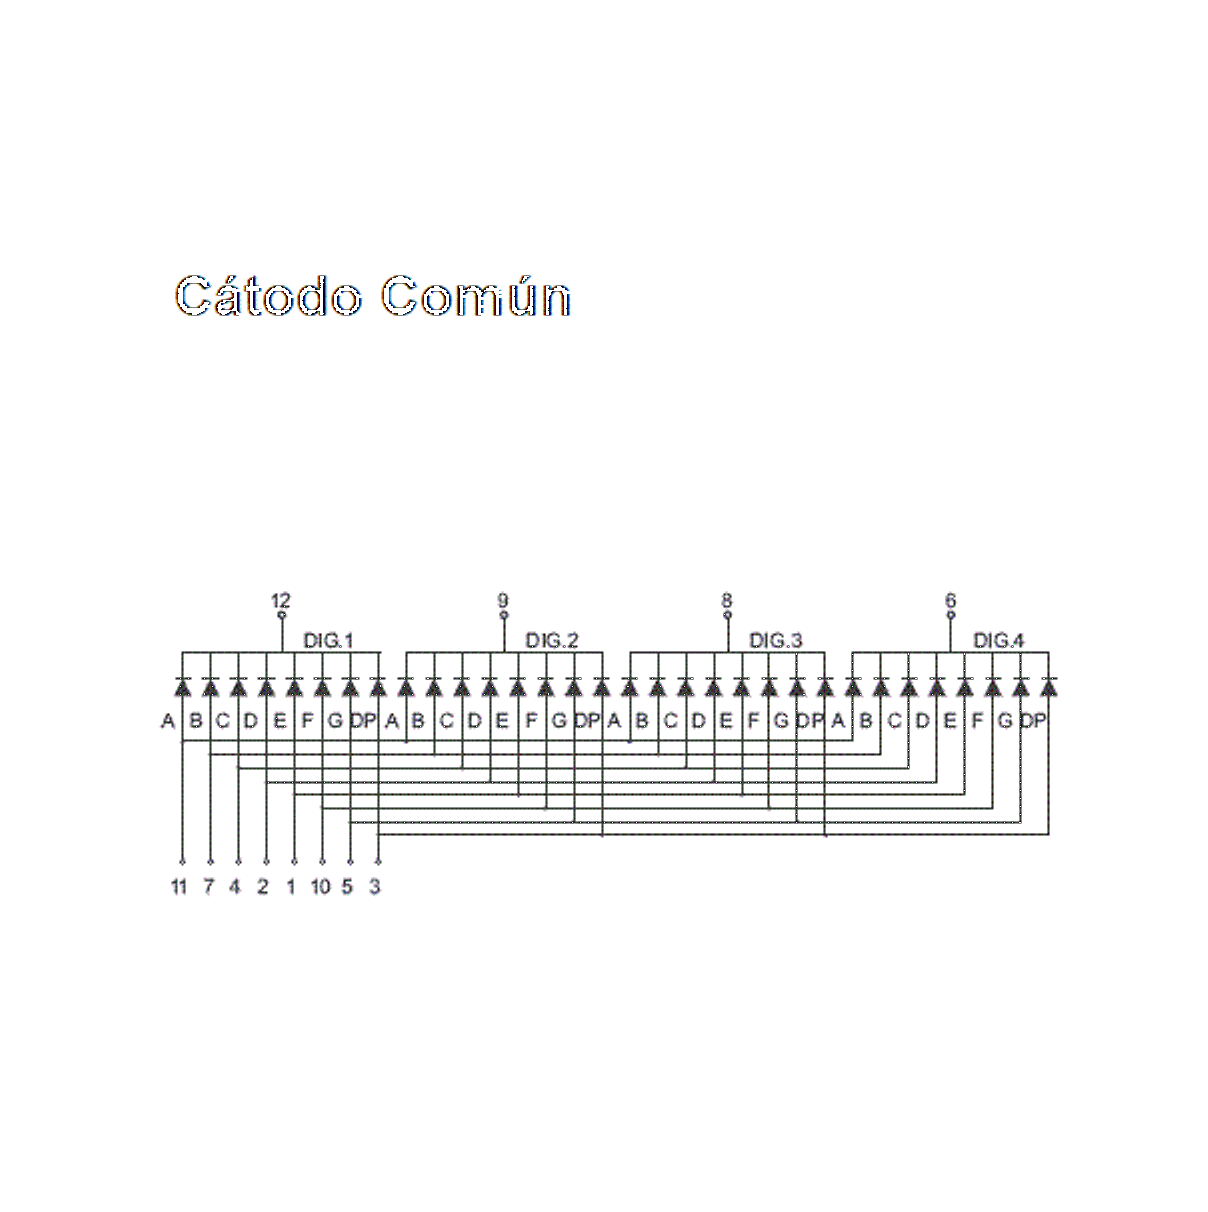 Cátodo Común
12 9 8 6
DIG.1 DIG.2 DIG.3 DIG.4
A B C D E F G DP A B C D E F G DP A B C D E F G DP A B C D E F G DP
11 7 4 2 1 10 5 3